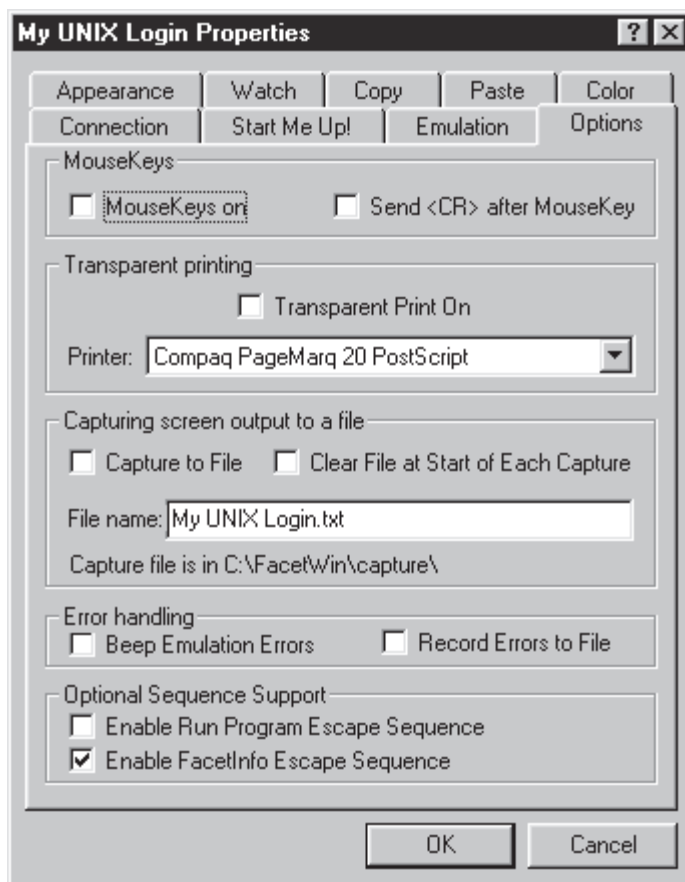 My UNIX Login Properties
Appearance Watch Copy Paste Color
Connection Start Me Up! Emulation Options
MouseKeys
MouseKeys on Send <CR> after MouseKey
Transparent printing
Transparent Print On
Printer: Compaq PageMarq 20 PostScript
Capturing screen output to a file
Capture to File Clear File at Start of Each Capture
File name: My UNIX Login.txt
Capture file is in C:\FacetWin\capture\
Error handling
Beep Emulation Errors Record Errors to File
Optional Sequence Support
Enable Run Program Escape Sequence
Enable FacetInfo Escape Sequence
OK Cancel